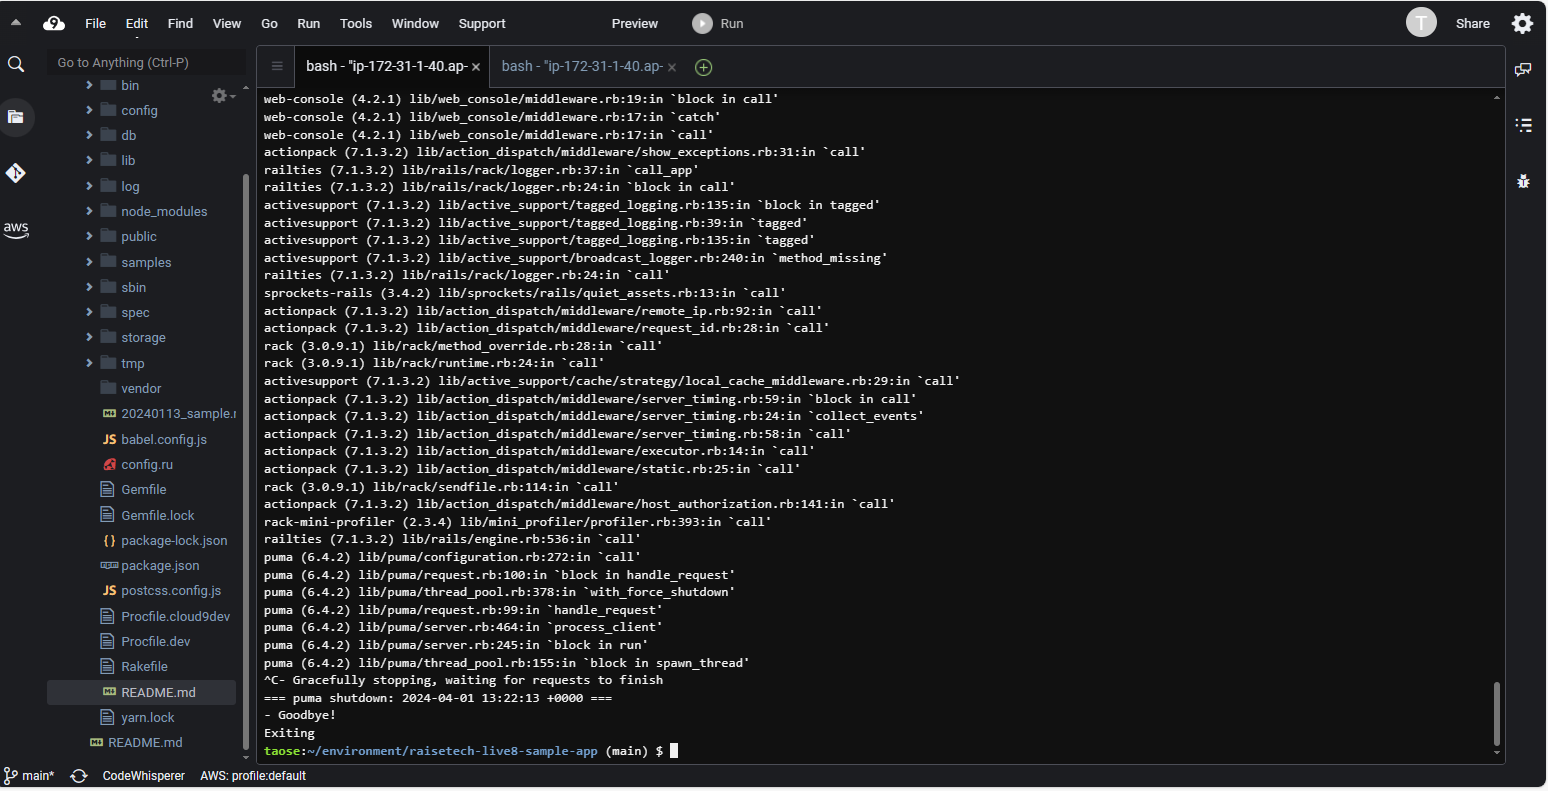 9 File Edit Find View Go Run Tools Window Support Preview Run T Share
Go to Anything (Ctrl-P)
bin
config
db
lib
log
node_modules
public
samples
sbin
spec
storage
tmp
vendor
20240113_sample.r
JS babel.config.js
config.ru
Gemfile
Gemfile.lock
{} package-lock.json
package.json
JS postcss.config.js
Procfile.cloud9dev
Procfile.dev
Rakefile
README.md
yarn.lock
README.md
aws
bash - "ip-172-31-1-40.ap- × bash - "ip-172-31-1-40.ap- ×
web-console (4.2.1) lib/web_console/middleware.rb:19:in `block in call'
web-console (4.2.1) lib/web_console/middleware.rb:17:in `catch'
web-console (4.2.1) lib/web_console/middleware.rb:17:in `call'
actionpack (7.1.3.2) lib/action_dispatch/middleware/show_exceptions.rb:31:in `call'
railties (7.1.3.2) lib/rails/rack/logger.rb:37:in `call_app'
railties (7.1.3.2) lib/rails/rack/logger.rb:24:in `block in call'
activesupport (7.1.3.2) lib/active_support/tagged_logging.rb:135:in `block in tagged'
activesupport (7.1.3.2) lib/active_support/tagged_logging.rb:39:in `tagged'
activesupport (7.1.3.2) lib/active_support/tagged_logging.rb:135:in `tagged'
activesupport (7.1.3.2) lib/active_support/broadcast_logger.rb:240:in `method_missing'
railties (7.1.3.2) lib/rails/rack/logger.rb:24:in `call'
sprockets-rails (3.4.2) lib/sprockets/rails/quiet_assets.rb:13:in `call'
actionpack (7.1.3.2) lib/action_dispatch/middleware/remote_ip.rb:92:in `call'
actionpack (7.1.3.2) lib/action_dispatch/middleware/request_id.rb:28:in `call'
rack (3.0.9.1) lib/rack/method_override.rb:28:in `call'
rack (3.0.9.1) lib/rack/runtime.rb:24:in `call'
activesupport (7.1.3.2) lib/active_support/cache/strategy/local_cache_middleware.rb:29:in `call'
actionpack (7.1.3.2) lib/action_dispatch/middleware/server_timing.rb:59:in `block in call'
actionpack (7.1.3.2) lib/action_dispatch/middleware/server_timing.rb:24:in `collect_events'
actionpack (7.1.3.2) lib/action_dispatch/middleware/server_timing.rb:58:in `call'
actionpack (7.1.3.2) lib/action_dispatch/middleware/executor.rb:14:in `call'
actionpack (7.1.3.2) lib/action_dispatch/middleware/static.rb:25:in `call'
rack (3.0.9.1) lib/rack/sendfile.rb:114:in `call'
actionpack (7.1.3.2) lib/action_dispatch/middleware/host_authorization.rb:141:in `call'
rack-mini-profiler (2.3.4) lib/mini_profiler/profiler.rb:393:in `call'
railties (7.1.3.2) lib/rails/engine.rb:536:in `call'
puma (6.4.2) lib/puma/configuration.rb:272:in `call'
puma (6.4.2) lib/puma/request.rb:100:in `block in handle_request'
puma (6.4.2) lib/puma/thread_pool.rb:378:in `with_force_shutdown'
puma (6.4.2) lib/puma/request.rb:99:in `handle_request'
puma (6.4.2) lib/puma/server.rb:464:in `process_client'
puma (6.4.2) lib/puma/server.rb:245:in `block in run'
puma (6.4.2) lib/puma/thread_pool.rb:155:in `block in spawn_thread'
^C- Gracefully stopping, waiting for requests to finish
=== puma shutdown: 2024-04-01 13:22:13 +0000 ===
- Goodbye!
Exiting
taose:~/environment/raisetech-live8-sample-app (main) $
main* CodeWhisperer AWS: profile:default